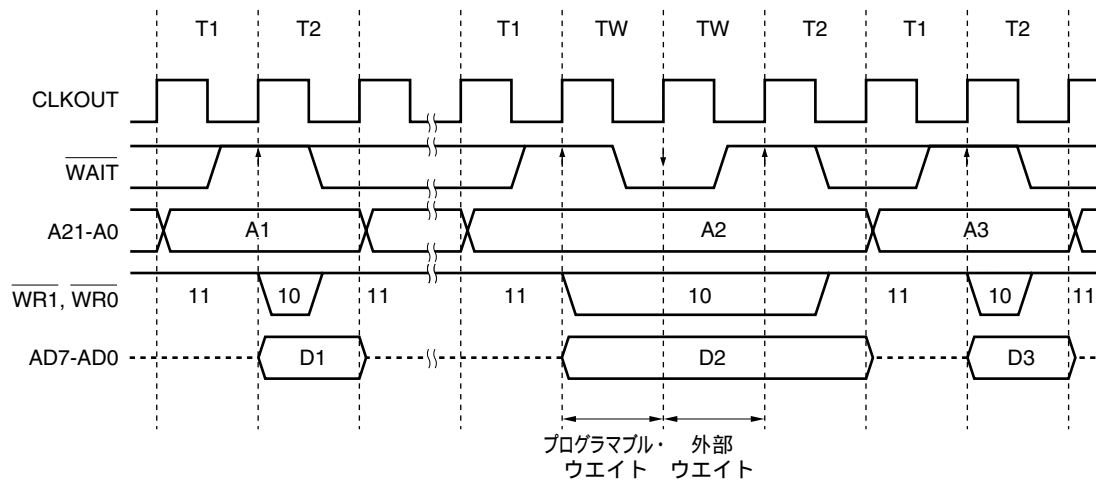 T1 T2 T1 TW TW T2 T1 T2
CLKOUT
WAIT
A21-A0 A1 A2 A3
WR1, WR0 11 10 11 11 10 11 10 11
AD7-AD0 D1 D2 D3
プログラマブル・ 外部
ウエイト ウエイト